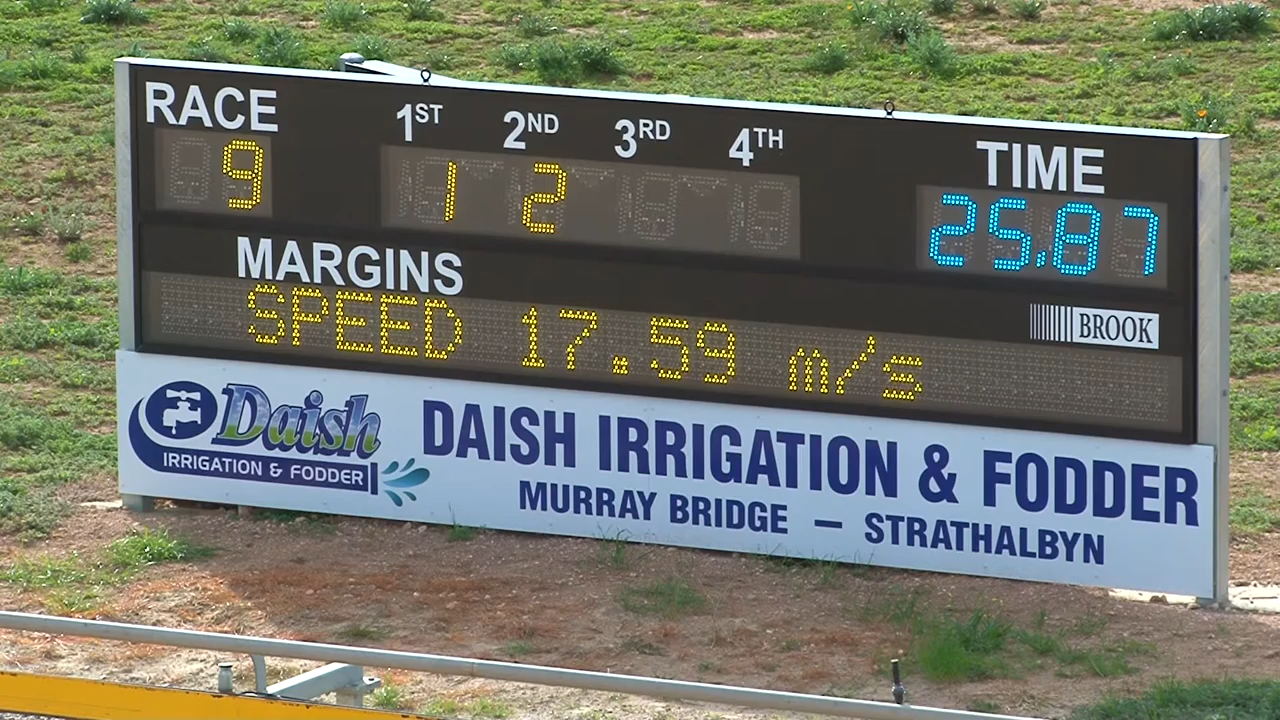 RACE 1ST 2ND 3RD 4TH TIME
9 1 2 25.87
MARGINS
SPEED 17.59 m/s
BROOK
Daish
IRRIGATION & FODDER
DAISH IRRIGATION & FODDER
MURRAY BRIDGE – STRATHALBYN